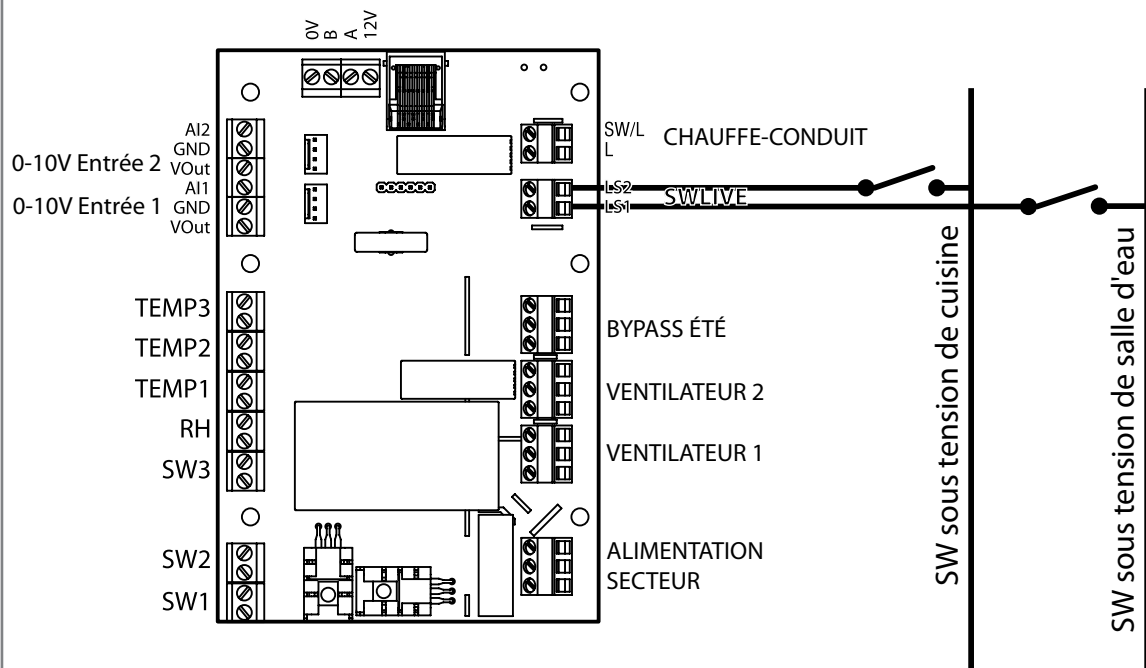 0V
B
A
12V
AI2
GND
0-10V Entrée 2
VOut
AI1
0-10V Entrée 1
GND
VOut
TEMP3
TEMP2
TEMP1
RH
SW3
SW2
SW1
SW/L
L
CHAUFFE-CONDUIT
LS2
SWLIVE
LS1
BYPASS ÉTÉ
VENTILATEUR 2
VENTILATEUR 1
ALIMENTATION
SECTEUR
SW sous tension de cuisine
SW sous tension de salle d'eau